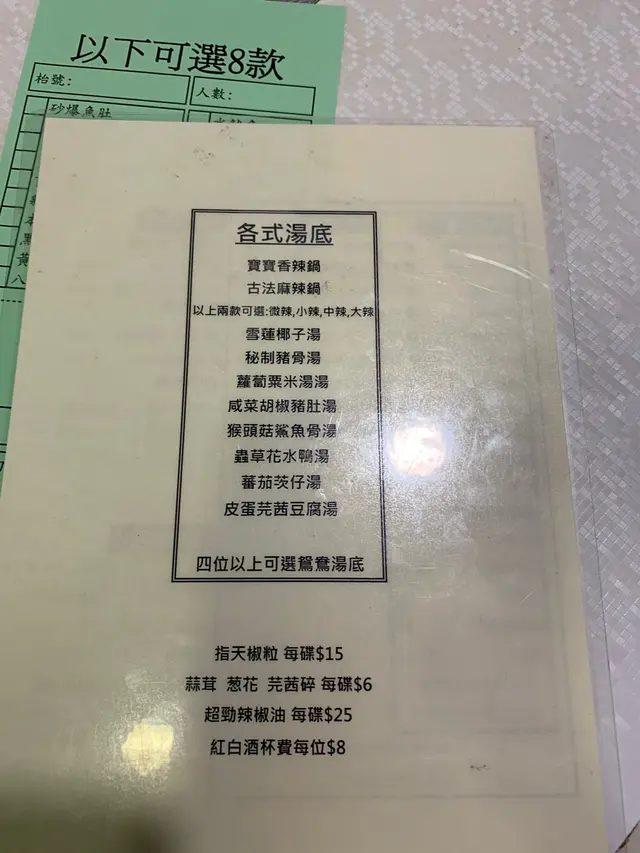 以下可選8款
枱號:
人數:
砂爆魚肚
各式湯底
寶寶香辣鍋
古法麻辣鍋
以上兩款可選:微辣,小辣,中辣,大辣
雪蓮椰子湯
秘制豬骨湯
蘿蔔粟米湯湯
咸菜胡椒豬肚湯
猴頭菇鯊魚骨湯
蟲草花水鴨湯
蕃茄茨仔湯
皮蛋芫茜豆腐湯
四位以上可選鴛鴦湯底
指天椒粒 每碟$15
蒜茸 葱花 芫茜碎 每碟$6
超勁辣椒油 每碟$25
紅白酒杯費每位$8